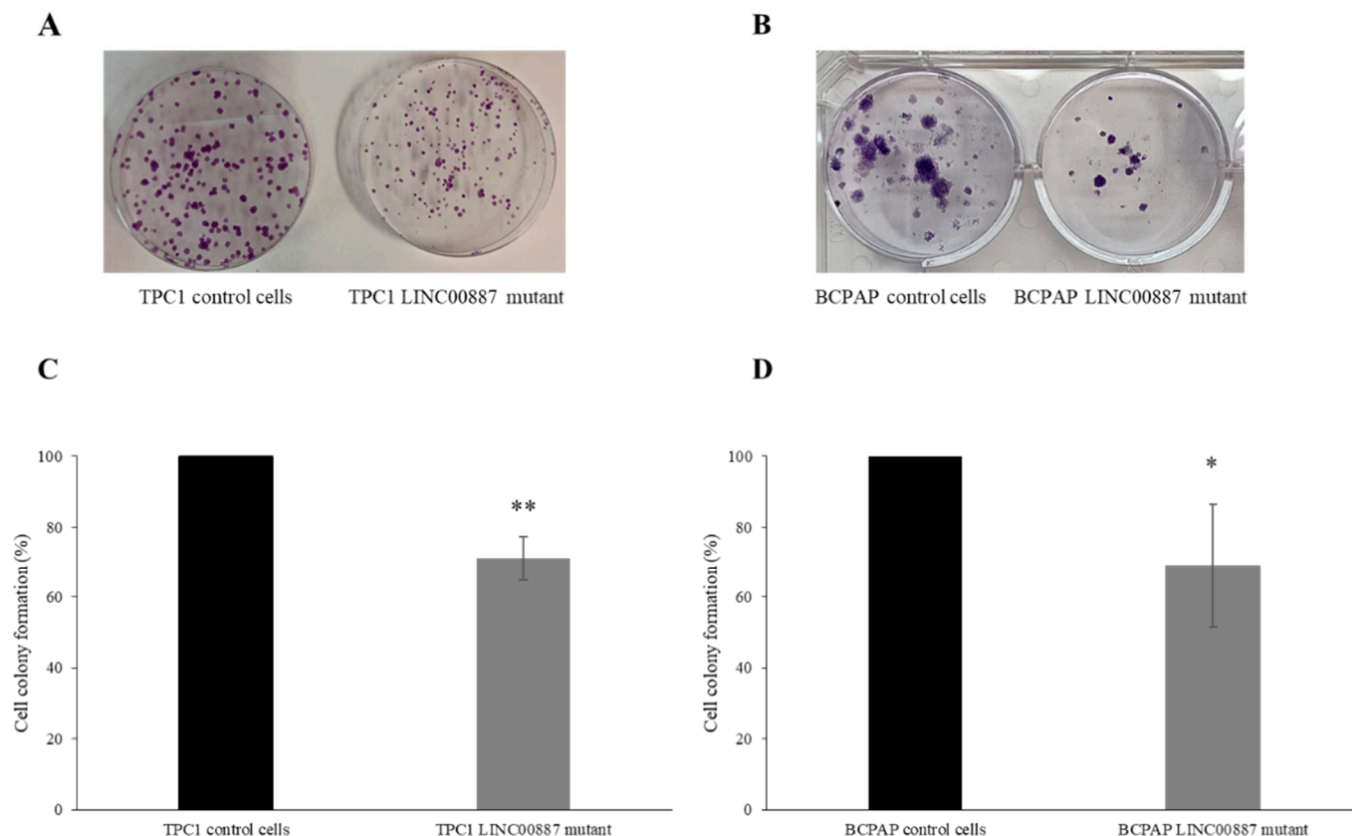 A
B
TPC1 control cells
TPC1 LINC00887 mutant
BCPAP control cells
BCPAP LINC00887 mutant
C
D
Cell colony formation (%)
100
80
60
40
20
0
**
TPC1 control cells
TPC1 LINC00887 mutant
Cell colony formation (%)
100
80
60
40
20
0
*
BCPAP control cells
BCPAP LINC00887 mutant